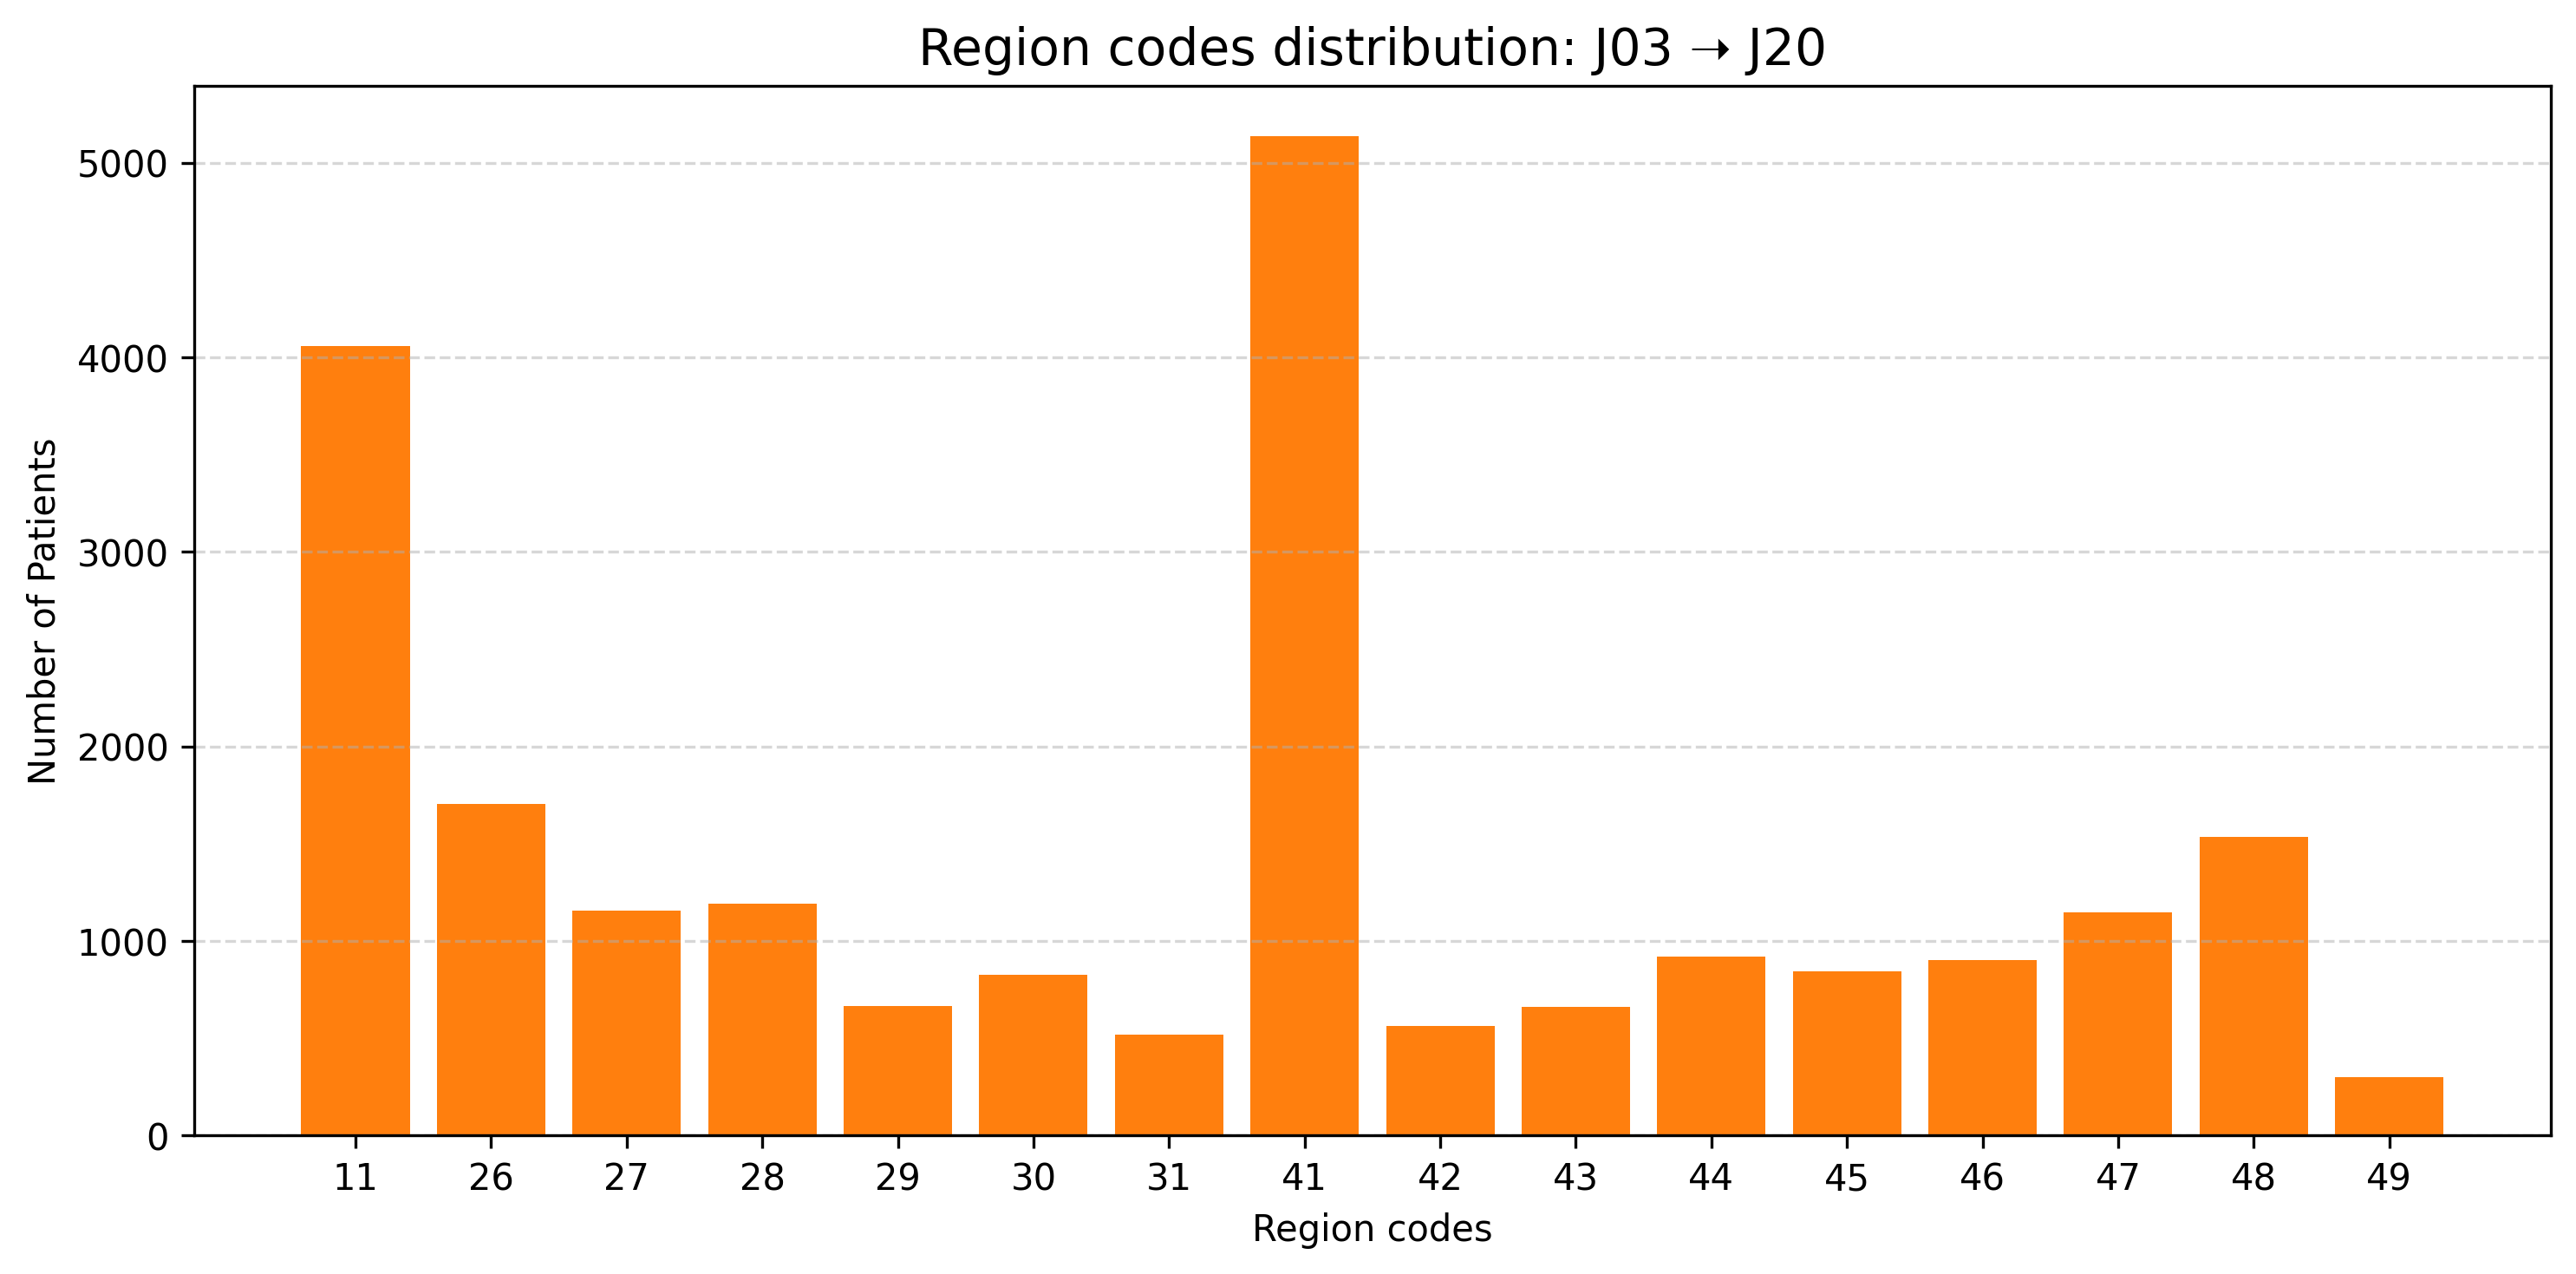 Region codes distribution: J03 → J20
Number of Patients
5000
4000
3000
2000
1000
0
11 26 27 28 29 30 31 41 42 43 44 45 46 47 48 49
Region codes